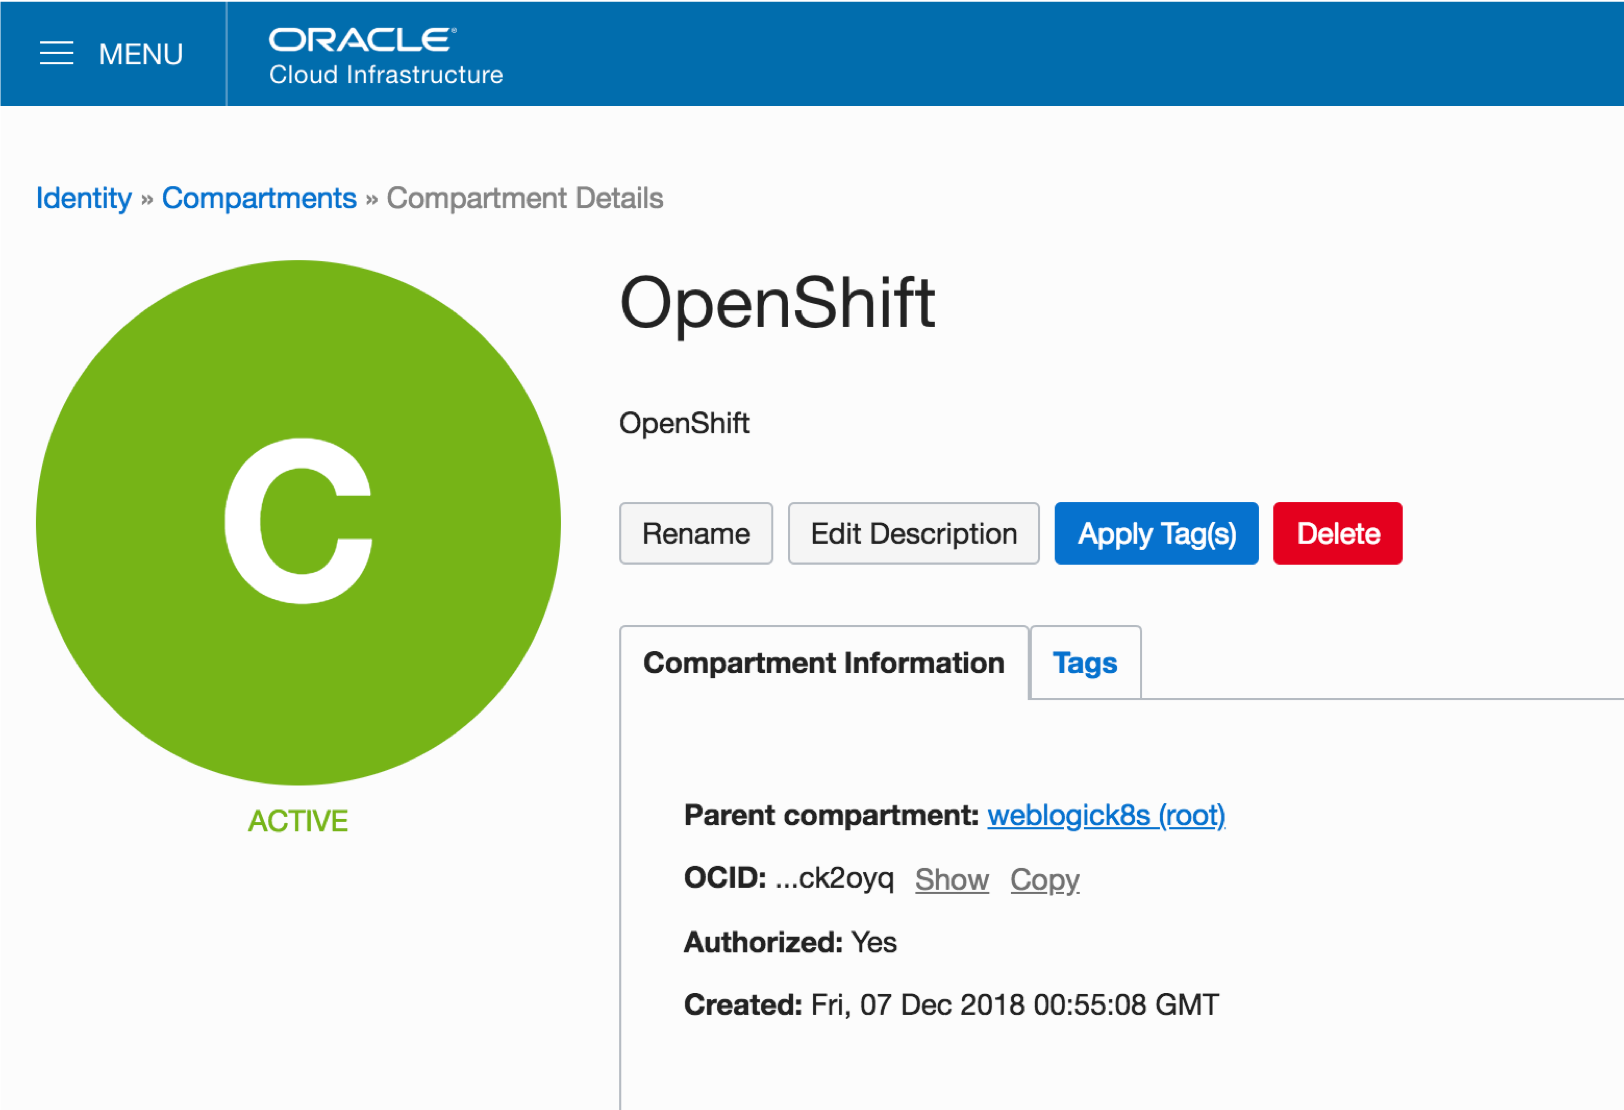 MENU
ORACLE®
Cloud Infrastructure
Identity » Compartments » Compartment Details
C
ACTIVE
OpenShift
OpenShift
Rename Edit Description Apply Tag(s) Delete
Compartment Information Tags
Parent compartment: weblogick8s (root)
OCID: ...ck2oyq Show Copy
Authorized: Yes
Created: Fri, 07 Dec 2018 00:55:08 GMT